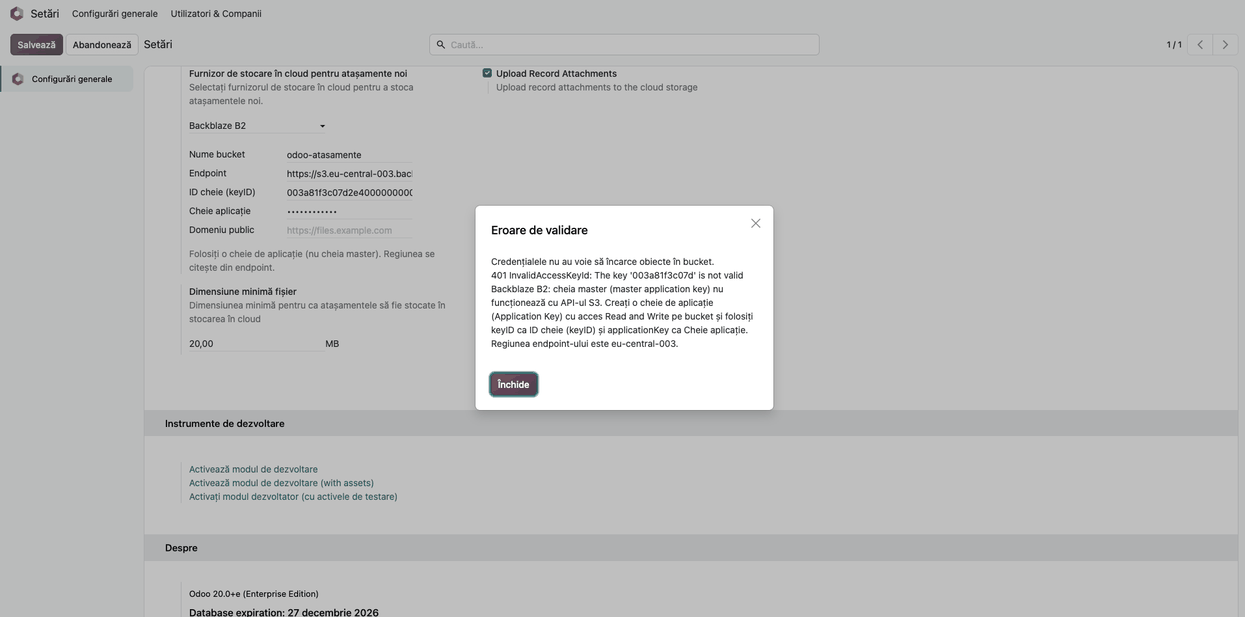 Setări Configurări generale Utilizatori & Companii
Salvează Abandonează Setări Caută... 1 / 1
Configurări generale
Furnizor de stocare în cloud pentru atașamente noi
Selectați furnizorul de stocare în cloud pentru a stoca
atașamentele noi.
Upload Record Attachments
Upload record attachments to the cloud storage
Backblaze B2
Nume bucket odoo-atasamente
Endpoint https://s3.eu-central-003.bac
ID cheie (keyID) 003a81f3c07d2e4000000000
Cheie aplicație ••••••••••••
Domeniu public https://files.example.com
Folosiți o cheie de aplicație (nu cheia master). Regiunea se
citește din endpoint.
Dimensiune minimă fișier
Dimensiunea minimă pentru ca atașamentele să fie stocate în
stocarea în cloud
20,00 MB
Eroare de validare
Credențialele nu au voie să încarce obiecte în bucket.
401 InvalidAccessKeyId: The key '003a81f3c07d' is not valid
Backblaze B2: cheia master (master application key) nu
funcționează cu API-ul S3. Creați o cheie de aplicație
(Application Key) cu acces Read and Write pe bucket și folosiți
keyID ca ID cheie (keyID) și applicationKey ca Cheie aplicație.
Regiunea endpoint-ului este eu-central-003.
Închide
Instrumente de dezvoltare
Activează modul de dezvoltare
Activează modul de dezvoltare (with assets)
Activați modul dezvoltator (cu activele de testare)
Despre
Odoo 20.0+e (Enterprise Edition)
Database expiration: 27 decembrie 2026